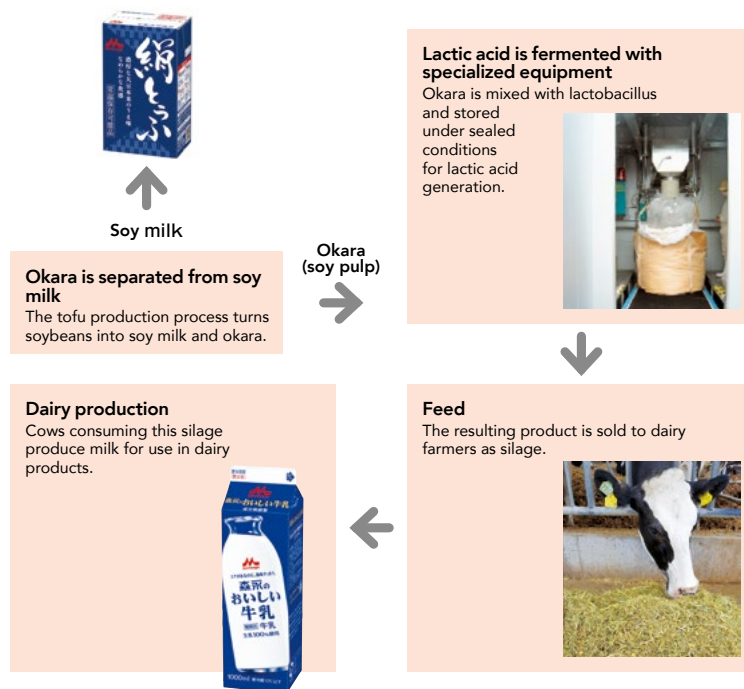 絹とうふ
Soy milk
Okara is separated from soy
milk
The tofu production process turns
soybeans into soy milk and okara.
Okara
(soy pulp)
Lactic acid is fermented with
specialized equipment
Okara is mixed with lactobacillus
and stored
under sealed
conditions
for lactic acid
generation.
Feed
The resulting product is sold to dairy
farmers as silage.
Dairy production
Cows consuming this silage
produce milk for use in dairy
products.
森永の
おいしい
牛乳
1000ml